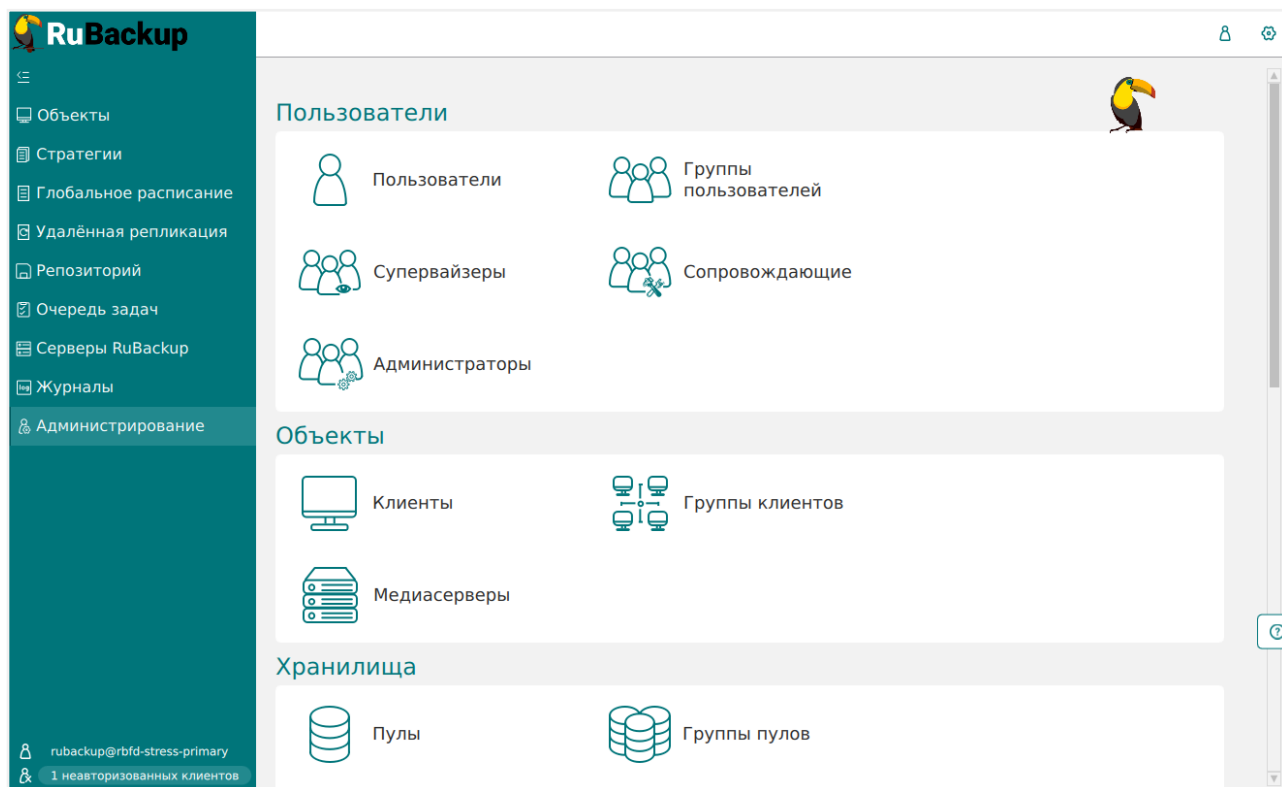 RuBackup
Объекты
Стратегии
Глобальное расписание
Удалённая репликация
Репозиторий
Очередь задач
Серверы RuBackup
log Журналы
Администрирование
rubackup@rbfd-stress-primary
1 неавторизованных клиентов
Пользователи
Пользователи
Группы
пользователей
Супервайзеры
Сопровождающие
Администраторы
Объекты
Клиенты
Группы клиентов
Медиасерверы
Хранилища
Пулы
Группы пулов
?